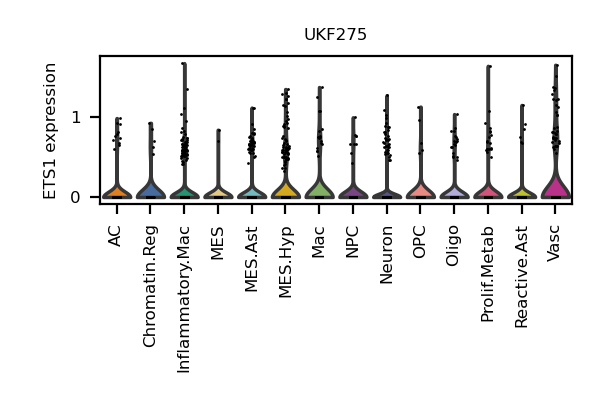 UKF275
ETS1 expression
1
0
AC
Chromatin.Reg
Inflammatory.Mac
MES
MES.Ast
MES.Hyp
Mac
NPC
Neuron
OPC
Oligo
Prolif.Metab
Reactive.Ast
Vasc